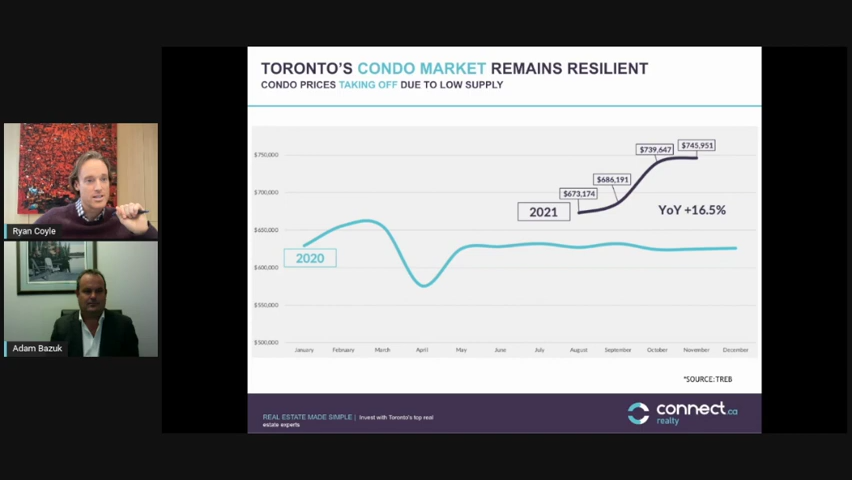 TORONTO'S CONDO MARKET REMAINS RESILIENT
CONDO PRICES TAKING OFF DUE TO LOW SUPPLY
$750,000
$700,000
$650,000
$600,000
$550,000
$500,000
2020
2021
$673,174
$686,191
$739,647
$745,951
YoY +16.5%
January
February
March
April
May
June
July
August
September
October
November
December
*SOURCE: TREB
REAL ESTATE MADE SIMPLE | Invest with Toronto's top real
estate experts
connect.ca
realty
Ryan Coyle
Adam Bazuk